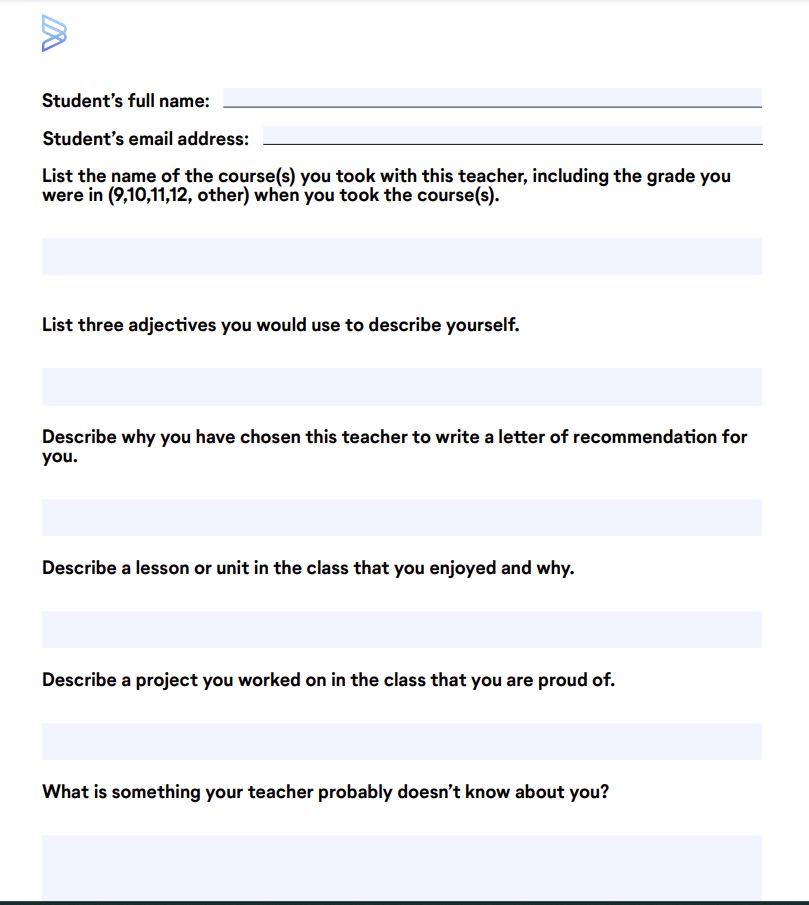 Student’s full name:
Student’s email address:
List the name of the course(s) you took with this teacher, including the grade you
were in (9,10,11,12, other) when you took the course(s).
List three adjectives you would use to describe yourself.
Describe why you have chosen this teacher to write a letter of recommendation for
you.
Describe a lesson or unit in the class that you enjoyed and why.
Describe a project you worked on in the class that you are proud of.
What is something your teacher probably doesn’t know about you?